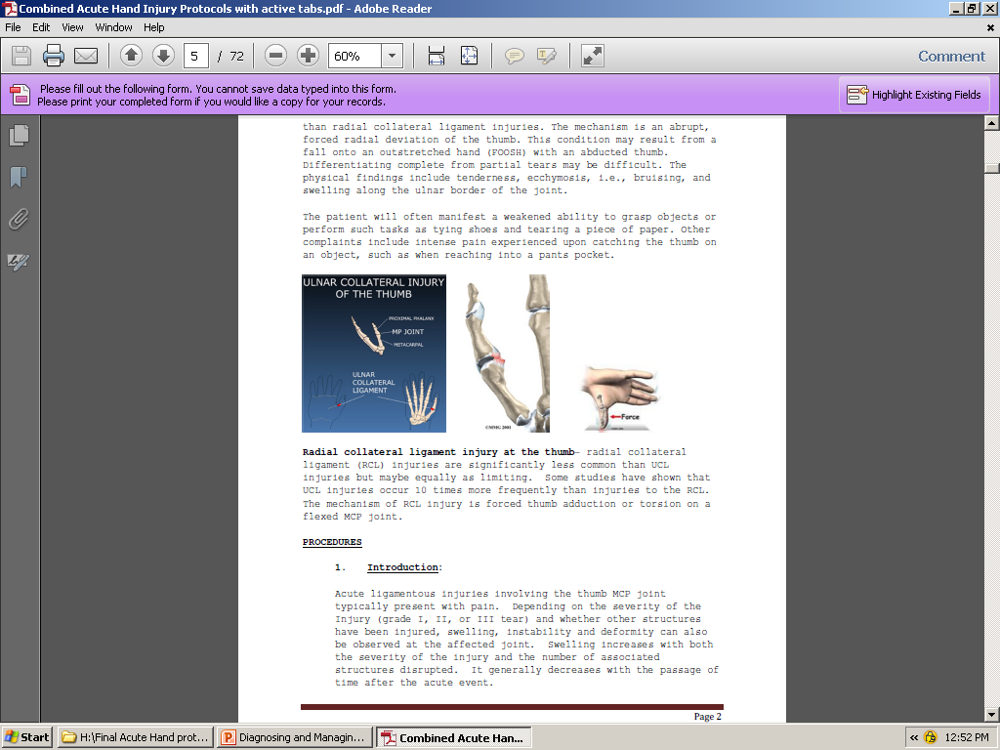 Combined Acute Hand Injury Protocols with active tabs.pdf - Adobe Reader
File Edit View Window Help
5 / 72 60% Comment
Please fill out the following form. You cannot save data typed into this form.
Please print your completed form if you would like a copy for your records.
Highlight Existing Fields
than radial collateral ligament injuries. The mechanism is an abrupt,
forced radial deviation of the thumb. This condition may result from a
fall onto an outstretched hand (FOOSH) with an abducted thumb.
Differentiating complete from partial tears may be difficult. The
physical findings include tenderness, ecchymosis, i.e., bruising, and
swelling along the ulnar border of the joint.
The patient will often manifest a weakened ability to grasp objects or
perform such tasks as tying shoes and tearing a piece of paper. Other
complaints include intense pain experienced upon catching the thumb on
an object, such as when reaching into a pants pocket.
ULNAR COLLATERAL INJURY
OF THE THUMB
PROXIMAL PHALANX
MP JOINT
METACARPAL
ULNAR
COLLATERAL
LIGAMENT
©MMG 2001
Force
Radial collateral ligament injury at the thumb- radial collateral
ligament (RCL) injuries are significantly less common than UCL
injuries but maybe equally as limiting. Some studies have shown that
UCL injuries occur 10 times more frequently than injuries to the RCL.
The mechanism of RCL injury is forced thumb adduction or torsion on a
flexed MCP joint.
PROCEDURES
1. Introduction:
Acute ligamentous injuries involving the thumb MCP joint
typically present with pain. Depending on the severity of the
Injury (grade I, II, or III tear) and whether other structures
have been injured, swelling, instability and deformity can also
be observed at the affected joint. Swelling increases with both
the severity of the injury and the number of associated
structures disrupted. It generally decreases with the passage of
time after the acute event.
Page 2
Start H:\Final Acute Hand prot... Diagnosing and Managin... Combined Acute Han... « 12:52 PM